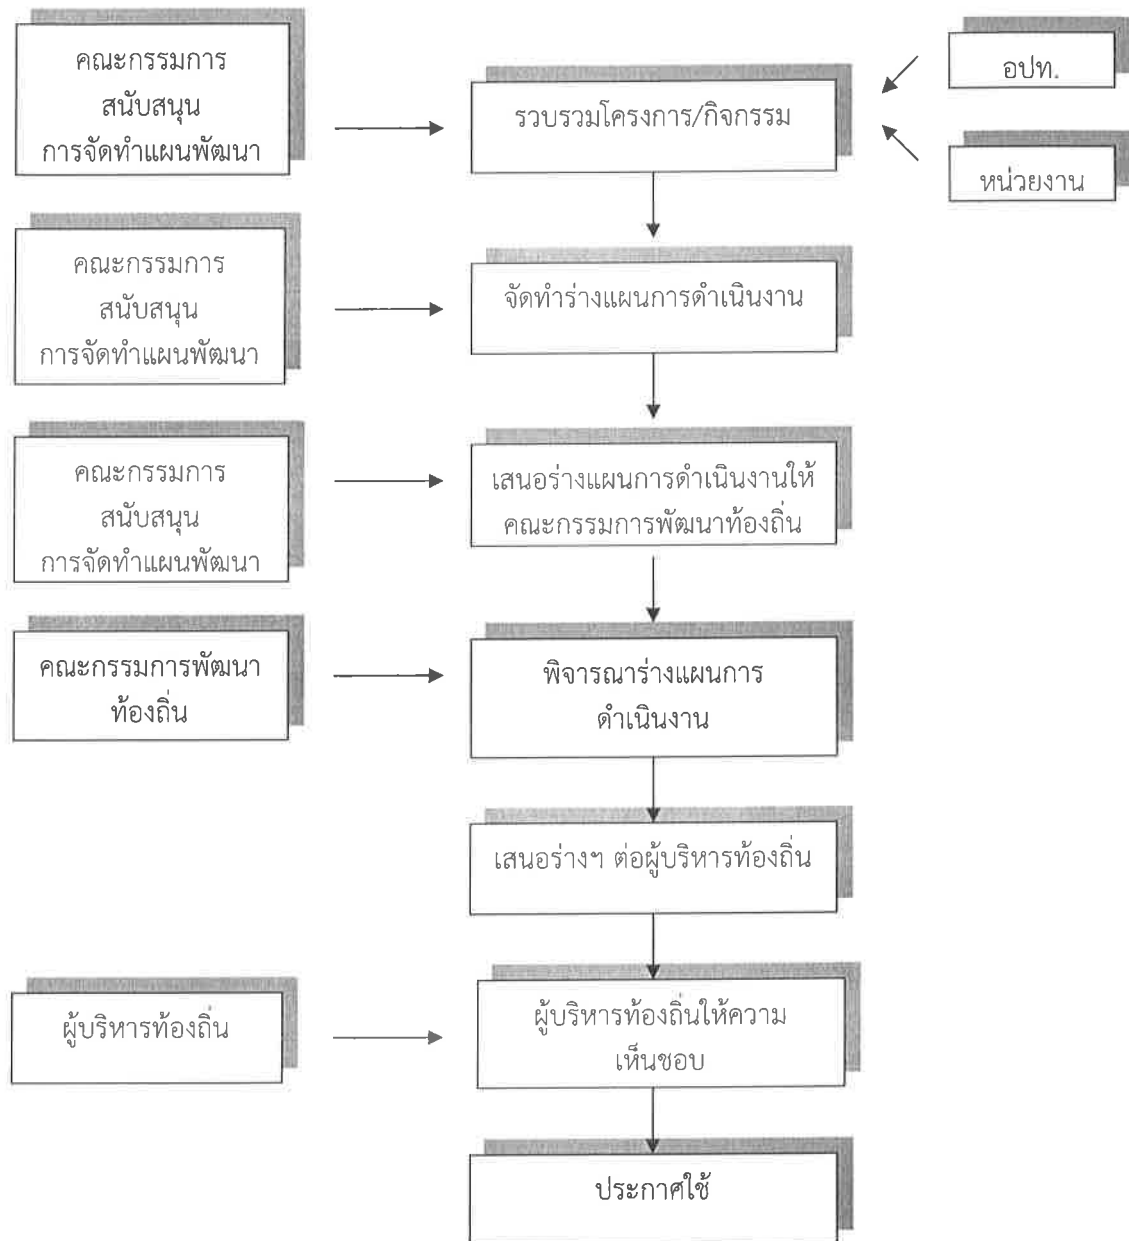 คณะกรรมการ
สนับสนุน
การจัดทำแผนพัฒนา
รวบรวมโครงการ/กิจกรรม
อปท.
หน่วยงาน
คณะกรรมการ
สนับสนุน
การจัดทำแผนพัฒนา
จัดทำร่างแผนการดำเนินงาน
คณะกรรมการ
สนับสนุน
การจัดทำแผนพัฒนา
เสนอร่างแผนการดำเนินงานให้
คณะกรรมการพัฒนาท้องถิ่น
คณะกรรมการพัฒนา
ท้องถิ่น
พิจารณาร่างแผนการ
ดำเนินงาน
เสนอร่างฯ ต่อผู้บริหารท้องถิ่น
ผู้บริหารท้องถิ่น
ผู้บริหารท้องถิ่นให้ความ
เห็นชอบ
ประกาศใช้